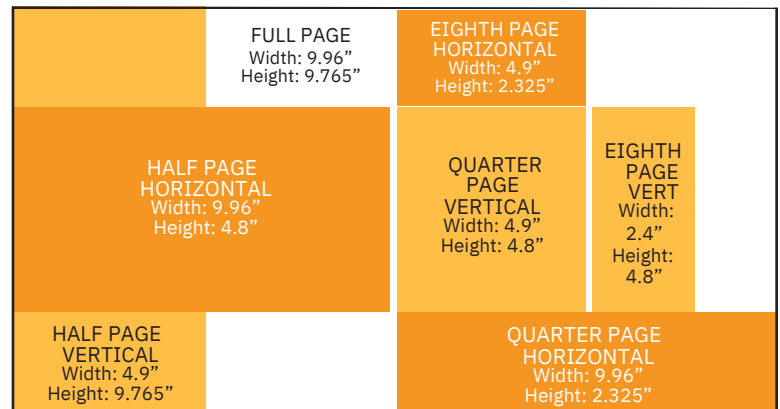 FULL PAGE
Width: 9.96”
Height: 9.765”
EIGHTH PAGE
HORIZONTAL
Width: 4.9”
Height: 2.325”
HALF PAGE
HORIZONTAL
Width: 9.96”
Height: 4.8”
QUARTER
PAGE
VERTICAL
Width: 4.9”
Height: 4.8”
EIGHTH
PAGE
VERT
Width:
2.4”
Height:
4.8”
HALF PAGE
VERTICAL
Width: 4.9”
Height: 9.765”
QUARTER PAGE
HORIZONTAL
Width: 9.96”
Height: 2.325”